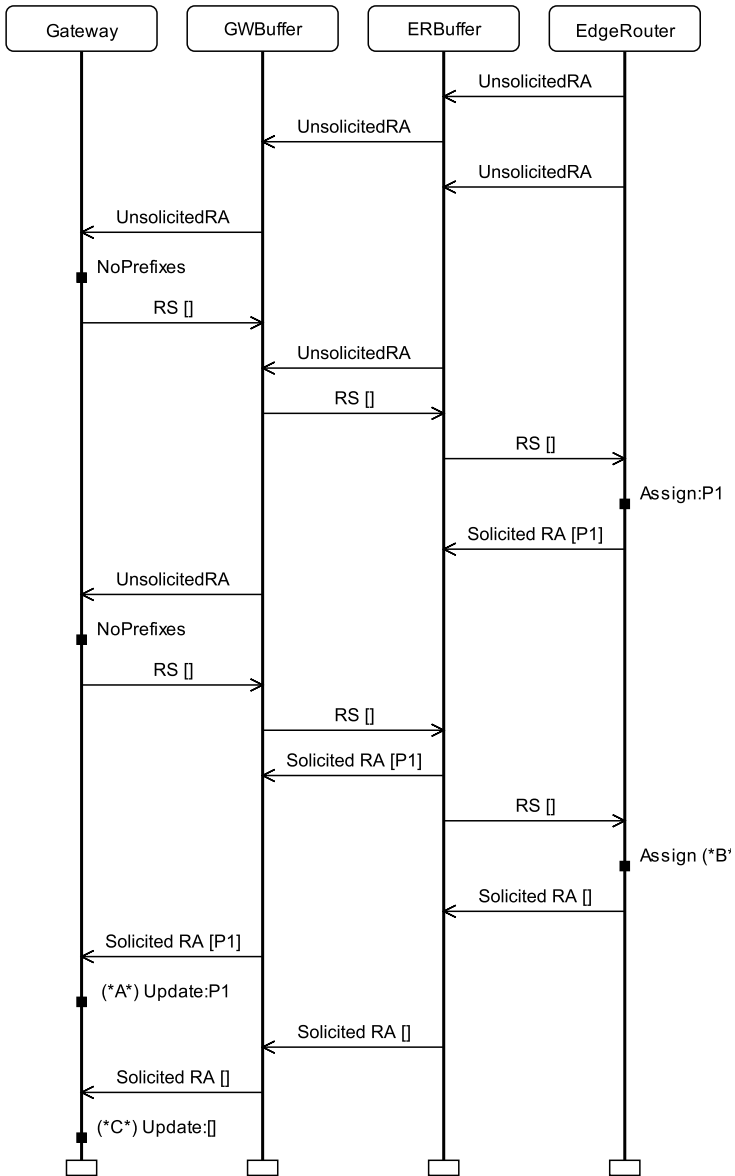 Gateway GWBuffer ERBuffer EdgeRouter
UnsolicitedRA
UnsolicitedRA
UnsolicitedRA
UnsolicitedRA
NoPrefixes
RS []
UnsolicitedRA
RS []
RS []
Assign:P1
Solicited RA [P1]
UnsolicitedRA
NoPrefixes
RS []
RS []
Solicited RA [P1]
RS []
Assign (*B*
Solicited RA []
Solicited RA [P1]
(*A*) Update:P1
Solicited RA []
Solicited RA []
(*C*) Update:[]